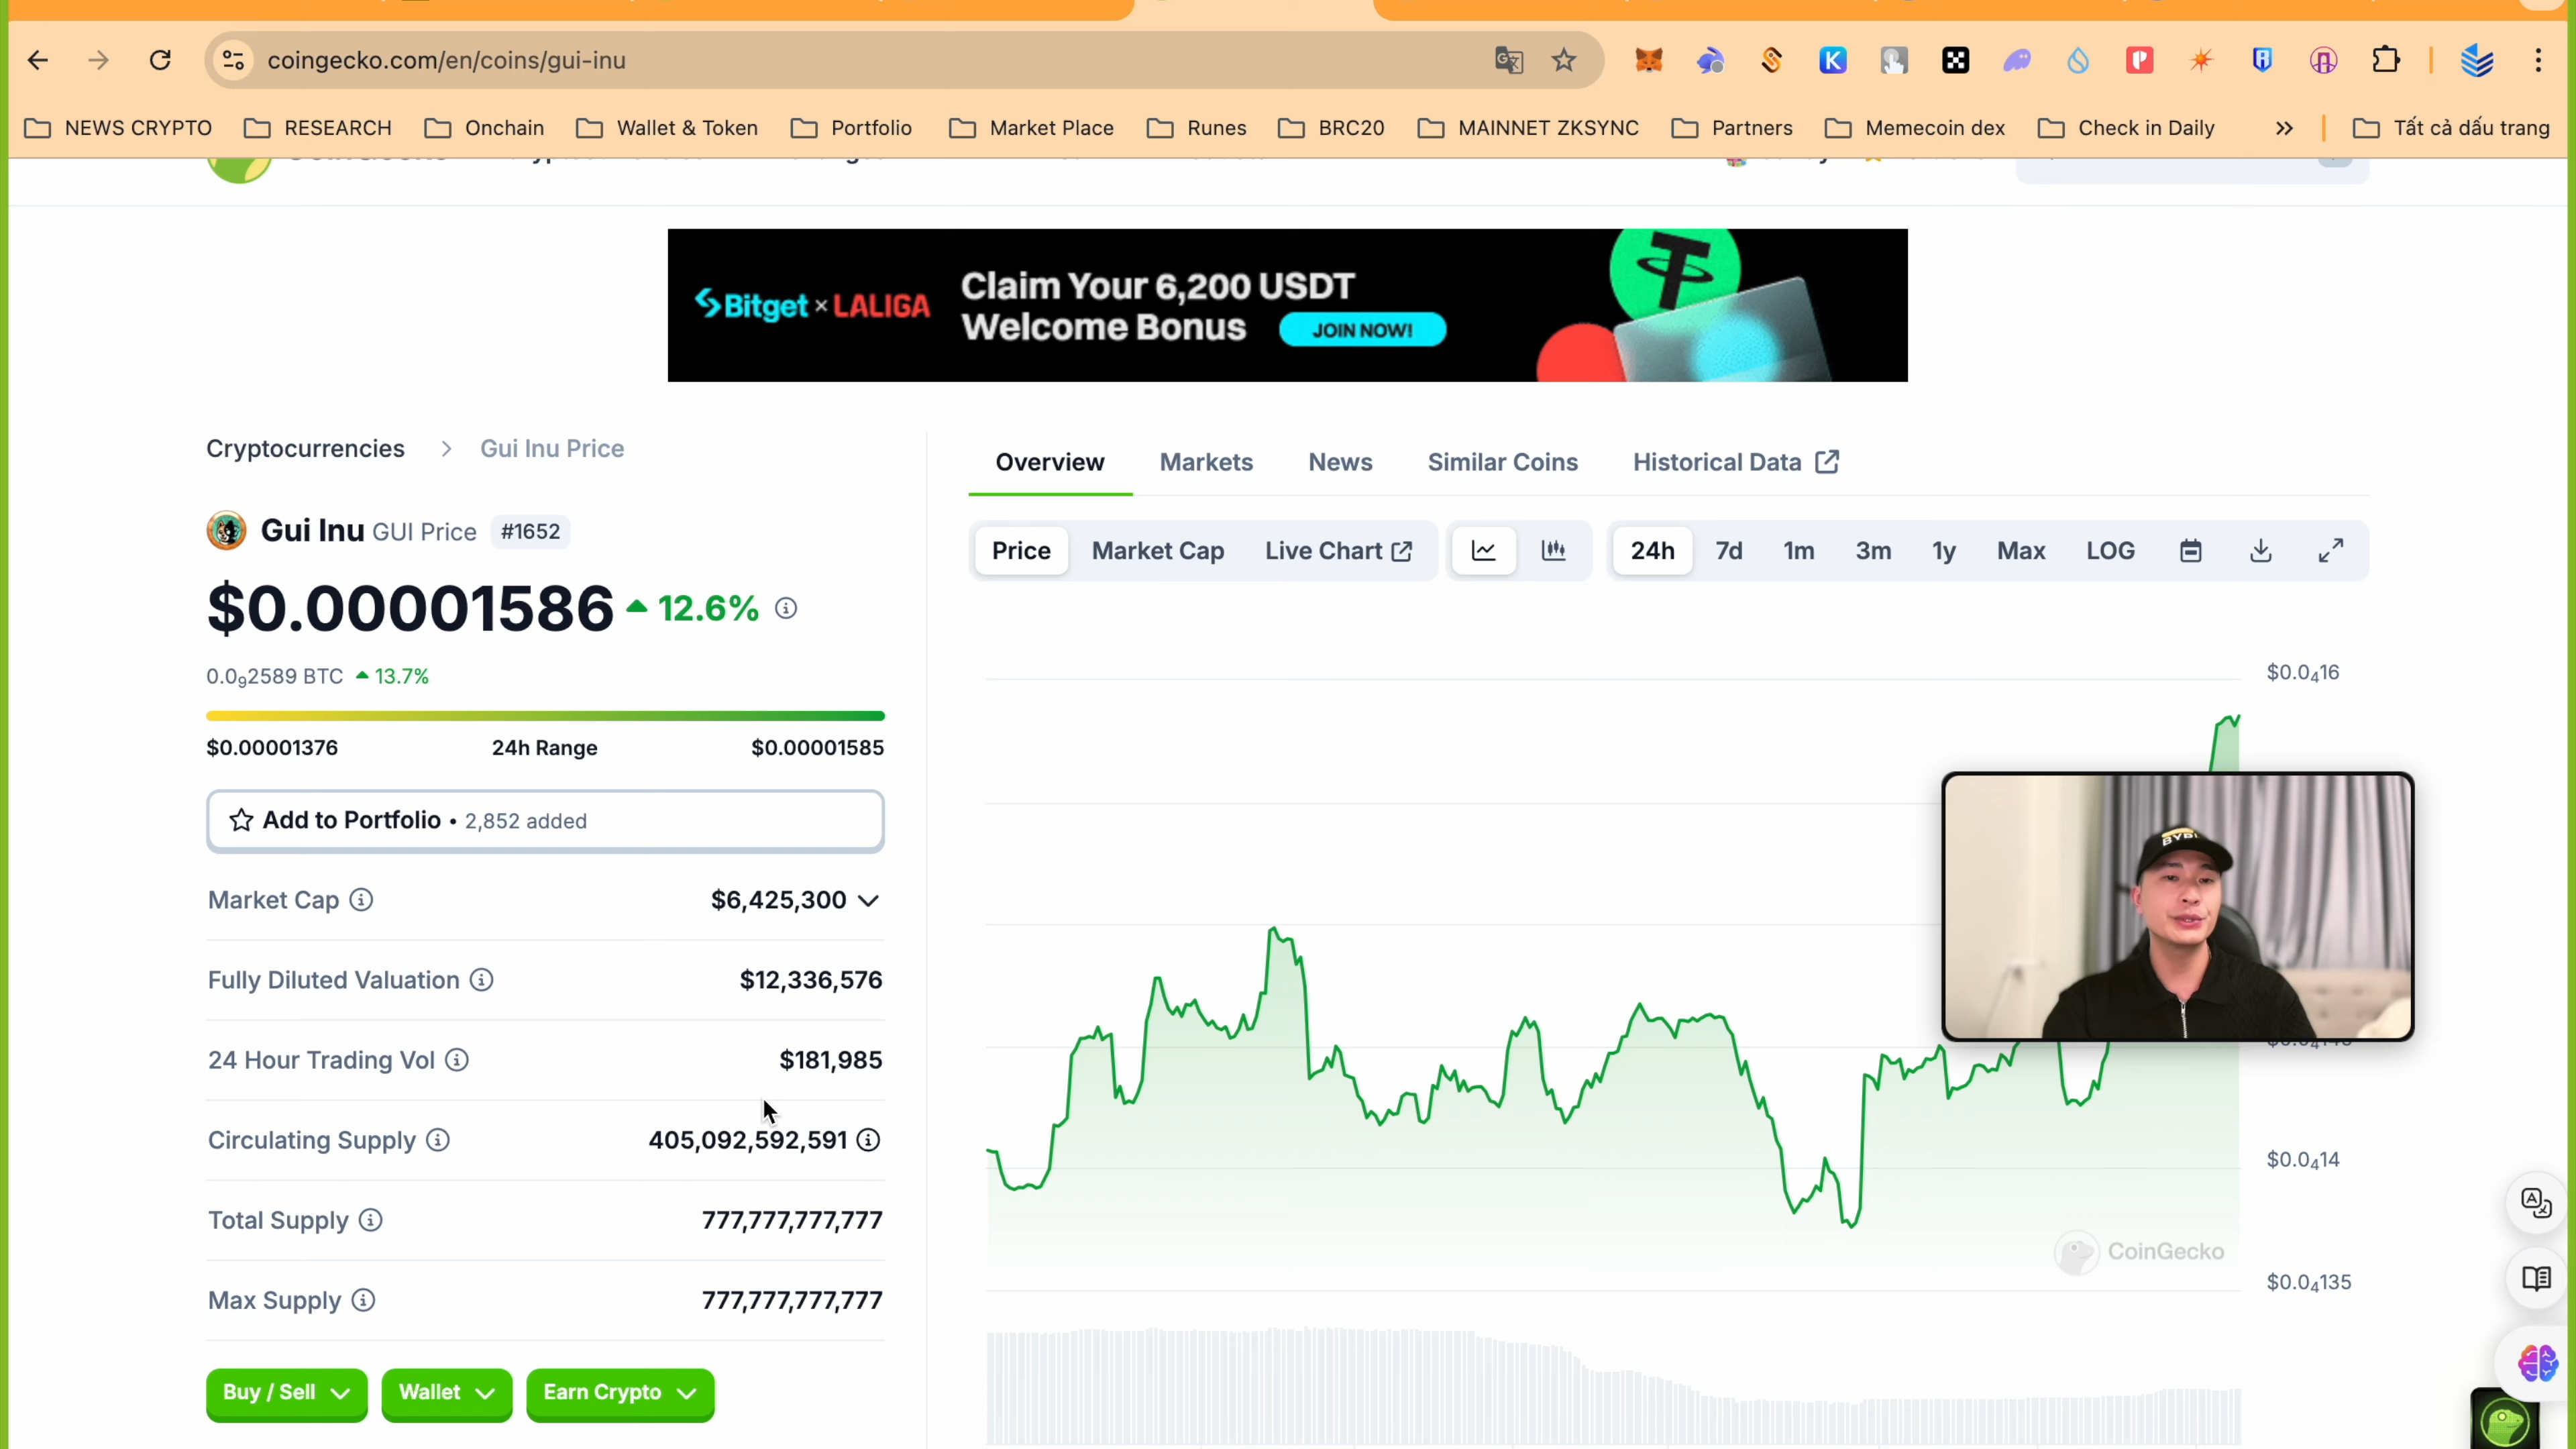 coingecko.com/en/coins/gui-inu
NEWS CRYPTO
RESEARCH
Onchain
Wallet & Token
Portfolio
Market Place
Runes
BRC20
MAINNET ZKSYNC
Partners
Memecoin dex
Check in Daily
Tất cả dấu trang
Bitget × LALIGA
Claim Your 6,200 USDT
Welcome Bonus
JOIN NOW!
Cryptocurrencies > Gui Inu Price
Gui Inu GUI Price #1652
$0.00001586 12.6%
0.0₉2589 BTC 13.7%
$0.00001376 24h Range $0.00001585
Add to Portfolio • 2,852 added
Market Cap $6,425,300
Fully Diluted Valuation $12,336,576
24 Hour Trading Vol $181,985
Circulating Supply 405,092,592,591
Total Supply 777,777,777,777
Max Supply 777,777,777,777
Buy / Sell
Wallet
Earn Crypto
Overview Markets News Similar Coins Historical Data
Price Market Cap Live Chart 24h 7d 1m 3m 1y Max LOG
$0.0₄16
$0.0₄14
CoinGecko
$0.0₄135